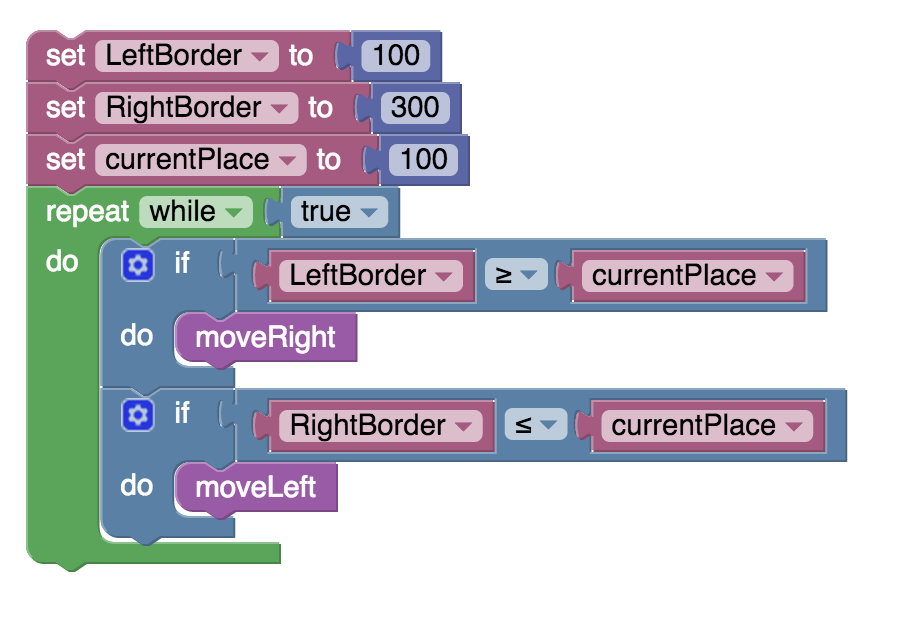 set LeftBorder to 100
set RightBorder to 300
set currentPlace to 100
repeat while true
do if LeftBorder ≥ currentPlace
do moveRight
if RightBorder ≤ currentPlace
do moveLeft